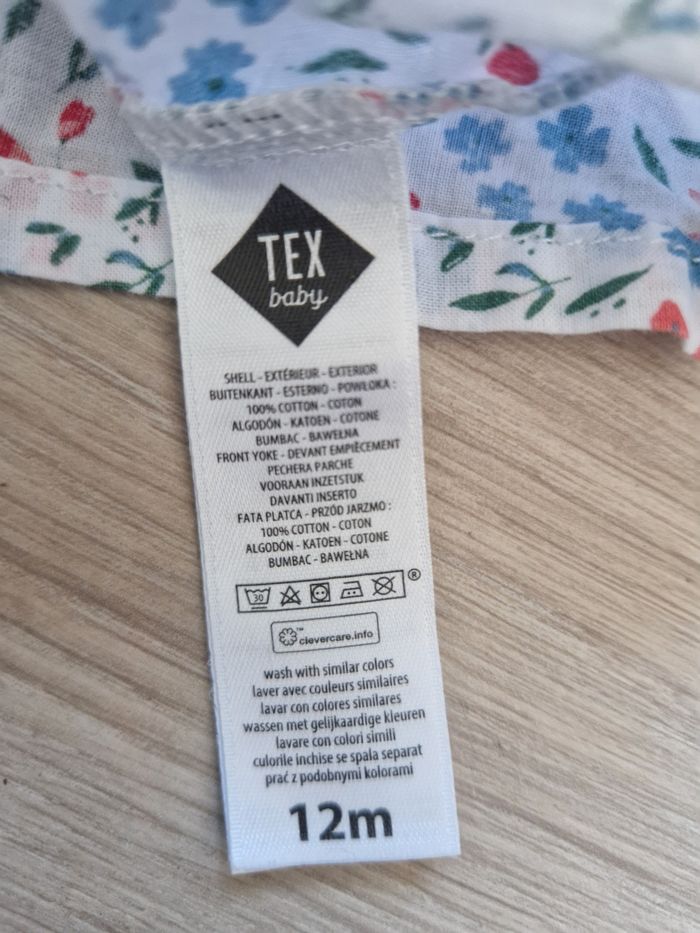 TEX
baby
SHELL - EXTÉRIEUR - EXTERIOR
BUITENKANT - ESTERNO - POWŁOKA :
100% COTTON - COTON
ALGODÓN - KATOEN - COTONE
BUMBAC - BAWEŁNA
FRONT YOKE - DEVANT EMPIÈCEMENT
PECHERA PARCHE
VOORAAN INZETSTUK
DAVANTI INSERTO
FATA PLATCA - PRZÓD JARZMO :
100% COTTON - COTON
ALGODÓN - KATOEN - COTONE
BUMBAC - BAWEŁNA
30 ®
™ clevercare.info
wash with similar colors
laver avec couleurs similaires
lavar con colores similares
wassen met gelijkaardige kleuren
lavare con colori simili
culorile inchise se spala separat
prać z podobnymi kolorami
12m